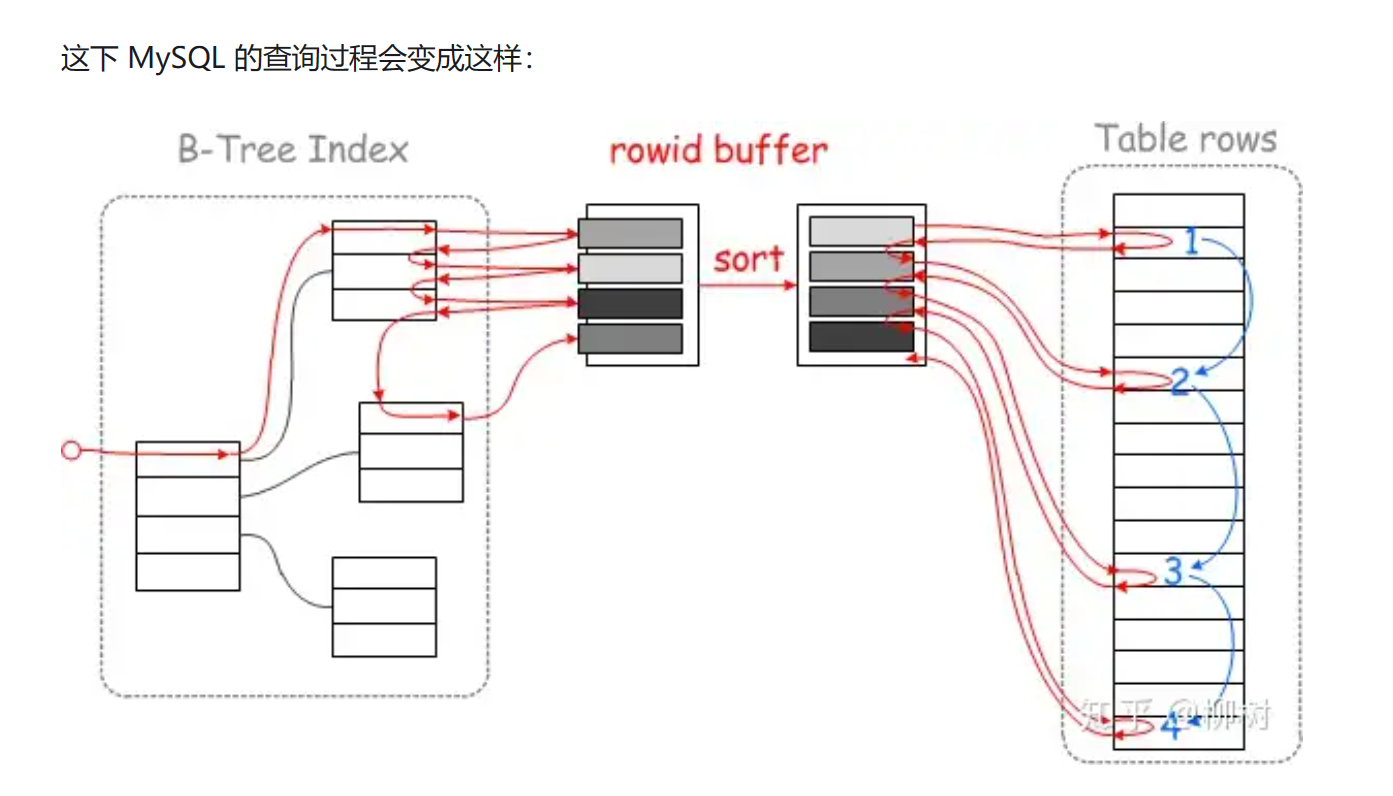 这下 MySQL 的查询过程会变成这样：
B-Tree Index
rowid buffer
Table rows
sort
1
2
3
4
知乎 @柳树